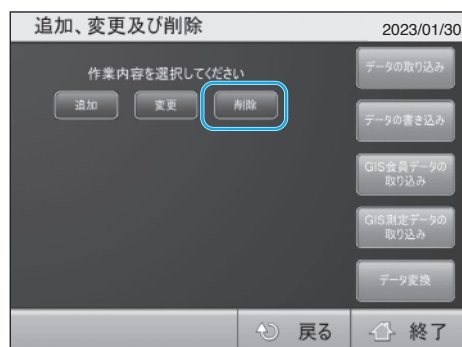 追加、変更及び削除
2023/01/30
作業内容を選択してください
追加
変更
削除
データの取り込み
データの書き込み
GIS会員データの
取り込み
GIS測定データの
取り込み
データ変換
戻る
終了